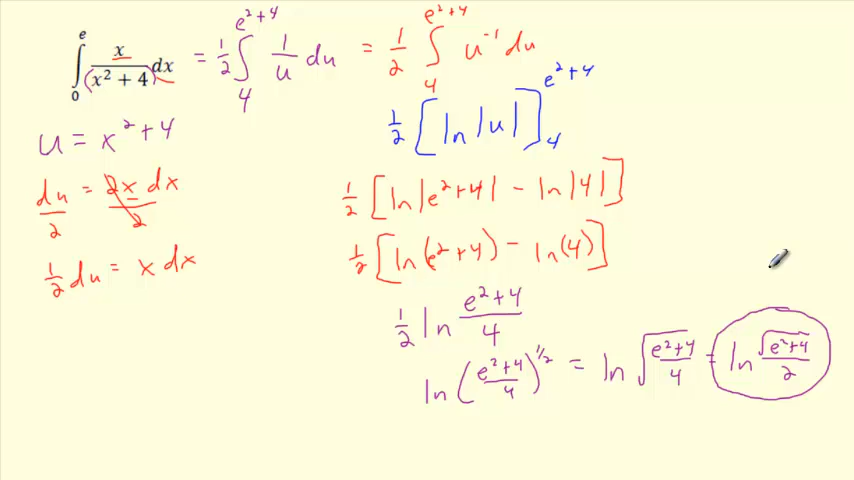 ∫₀ᵉ x/(x² + 4) dx = ½ ∫₄^(e²+4) 1/u du = ½ ∫₄^(e²+4) u⁻¹ du
u = x² + 4
½ [ln |u|]₄^(e²+4)
du/2 = 2x dx/2
½ [ln|e²+4| − ln|4|]
½ du = x dx
½ [ln(e²+4) − ln(4)]
½ ln (e²+4)/4
ln ((e²+4)/4)^(1/2) = ln √((e²+4)/4) = ln √(e²+4)/2